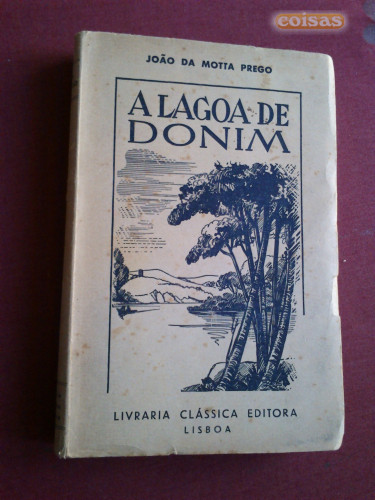 coisas
JOÃO DA MOTTA PREGO
A LAGOA DE
DONIM
LIVRARIA CLÁSSICA EDITORA
LISBOA